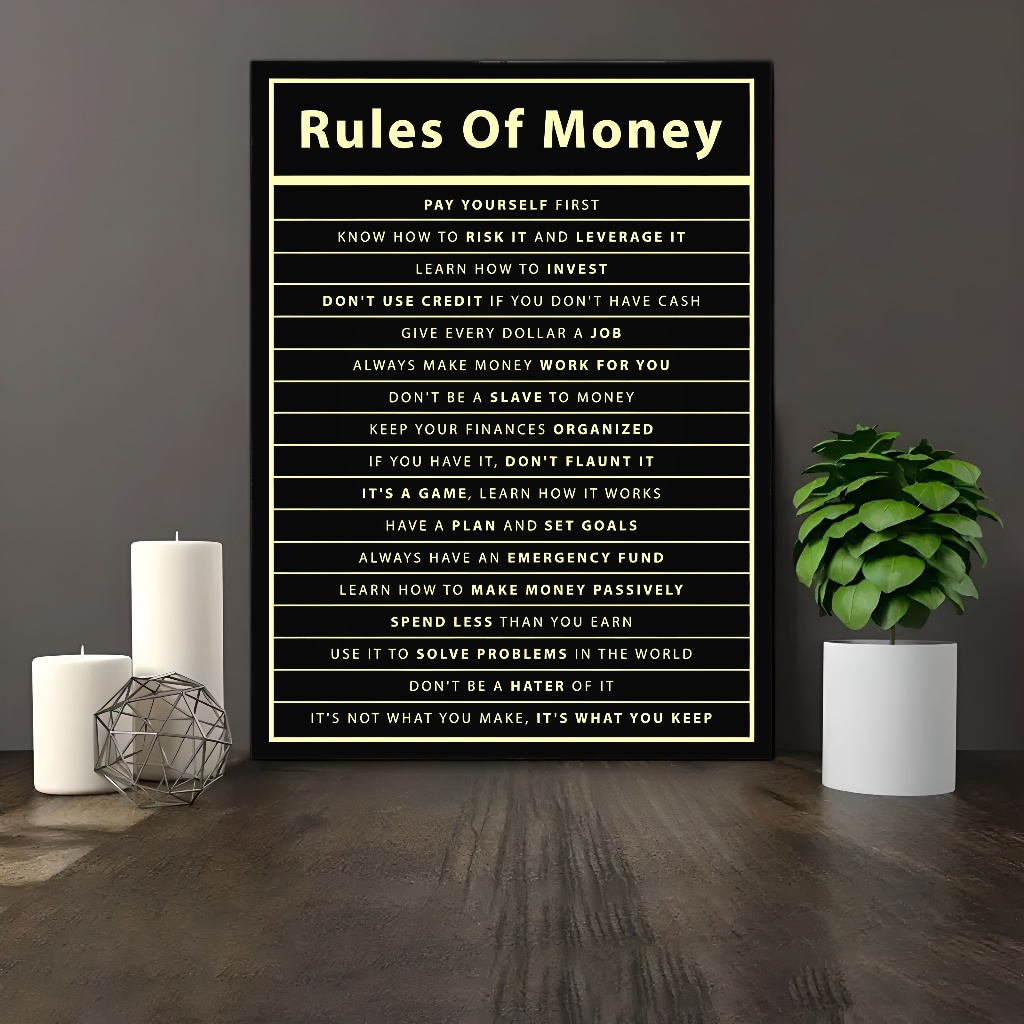 Rules Of Money
PAY YOURSELF FIRST
KNOW HOW TO RISK IT AND LEVERAGE IT
LEARN HOW TO INVEST
DON'T USE CREDIT IF YOU DON'T HAVE CASH
GIVE EVERY DOLLAR A JOB
ALWAYS MAKE MONEY WORK FOR YOU
DON'T BE A SLAVE TO MONEY
KEEP YOUR FINANCES ORGANIZED
IF YOU HAVE IT, DON'T FLAUNT IT
IT'S A GAME, LEARN HOW IT WORKS
HAVE A PLAN AND SET GOALS
ALWAYS HAVE AN EMERGENCY FUND
LEARN HOW TO MAKE MONEY PASSIVELY
SPEND LESS THAN YOU EARN
USE IT TO SOLVE PROBLEMS IN THE WORLD
DON'T BE A HATER OF IT
IT'S NOT WHAT YOU MAKE, IT'S WHAT YOU KEEP